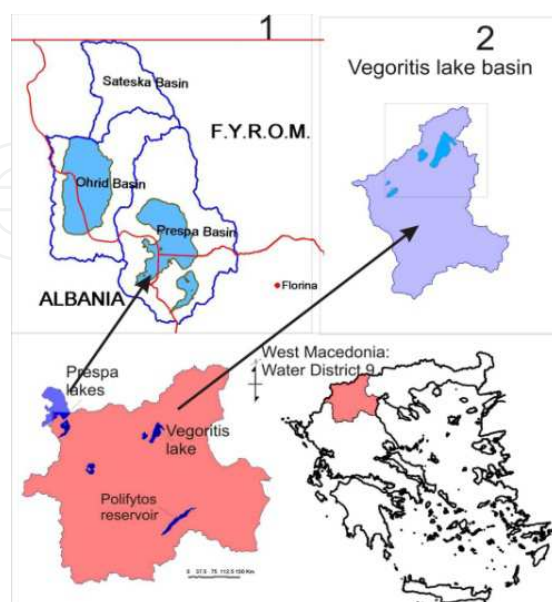 1
Sateska Basin
F.Y.R.O.M.
Ohrid Basin
Prespa Basin
ALBANIA
Florina
2
Vegoritis lake basin
West Macedonia:
Water District 9
Prespa
lakes
Vegoritis
lake
Polifytos
reservoir